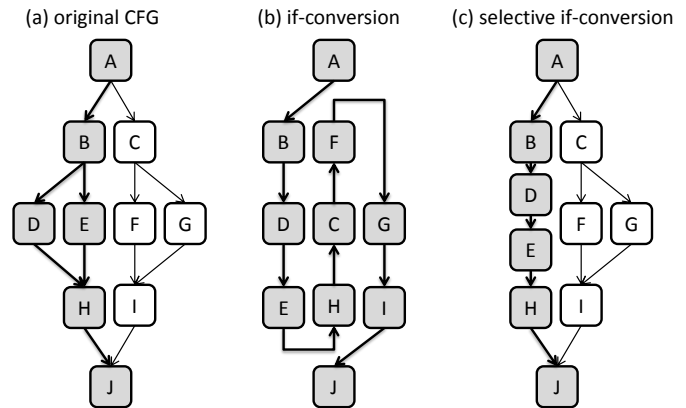 (a) original CFG (b) if-conversion (c) selective if-conversion
A A A
B C B F B C
D
D E F G D C G F G
E
H I E H I H I
J J J